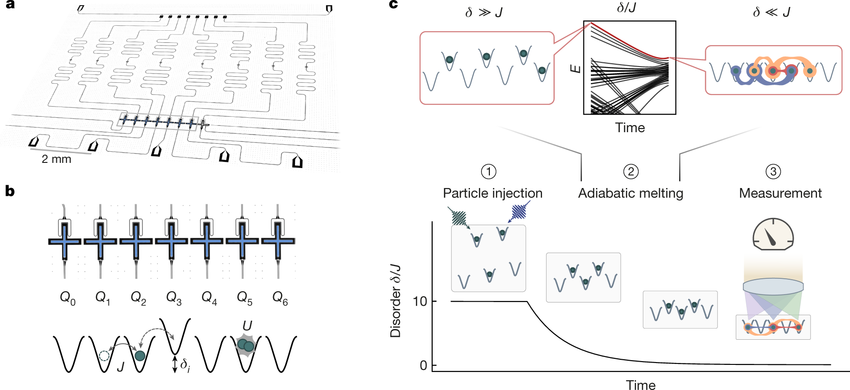 a
2 mm
b
Q0 Q1 Q2 Q3 Q4 Q5 Q6
J
δi
U
c
δ ≫ J
δ/J
δ ≪ J
E
Time
1
2
3
Particle injection
Adiabatic melting
Measurement
Disorder δ/J
10
0
Time